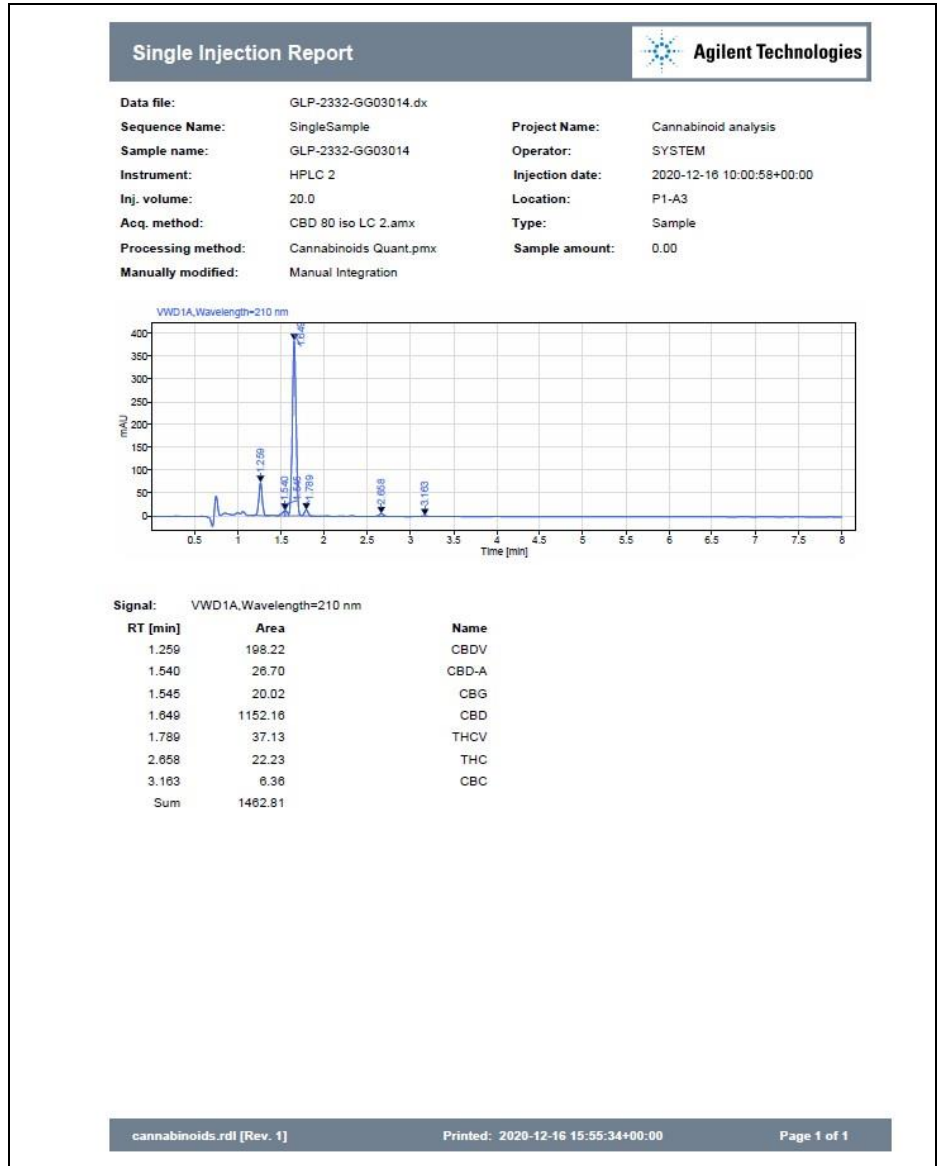 Single Injection Report
Agilent Technologies
Data file: GLP-2332-GG03014.dx
Sequence Name: SingleSample Project Name: Cannabinoid analysis
Sample name: GLP-2332-GG03014 Operator: SYSTEM
Instrument: HPLC 2 Injection date: 2020-12-16 10:00:58+00:00
Inj. volume: 20.0 Location: P1-A3
Acq. method: CBD 80 iso LC 2.amx Type: Sample
Processing method: Cannabinoids Quant.pmx Sample amount: 0.00
Manually modified: Manual Integration
VWD1A,Wavelength=210 nm
400
350
300
250
200
150
100
50
0
mAU
1.259
1.540
1.545
1.649
1.789
2.658
3.163
0.5 1 1.5 2 2.5 3 3.5 4 4.5 5 5.5 6 6.5 7 7.5 8
Time [min]
Signal: VWD1A,Wavelength=210 nm
RT [min] Area Name
1.259 198.22 CBDV
1.540 26.70 CBD-A
1.545 20.02 CBG
1.649 1152.16 CBD
1.789 37.13 THCV
2.658 22.23 THC
3.163 6.36 CBC
Sum 1462.81
cannabinoids.rdl [Rev. 1] Printed: 2020-12-16 15:55:34+00:00 Page 1 of 1